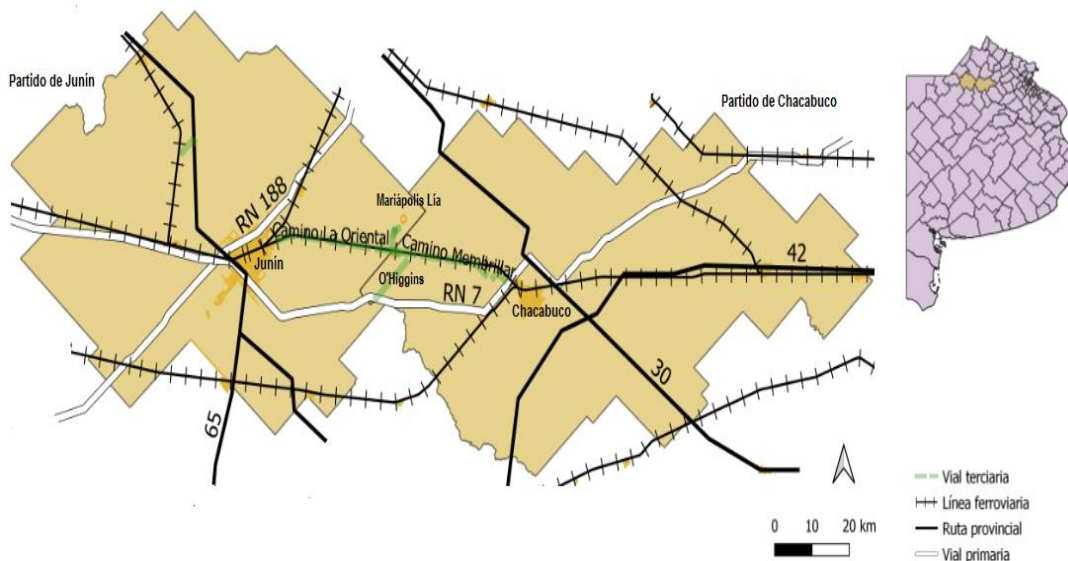 Partido de Junín
Partido de Chacabuco
RN 188
Mariápolis Lía
Camino La Oriental
Camino Membrillar
Junín
O'Higgins
RN 7
Chacabuco
42
30
65
Vial terciaria
Línea ferroviaria
Ruta provincial
Vial primaria
0 10 20 km